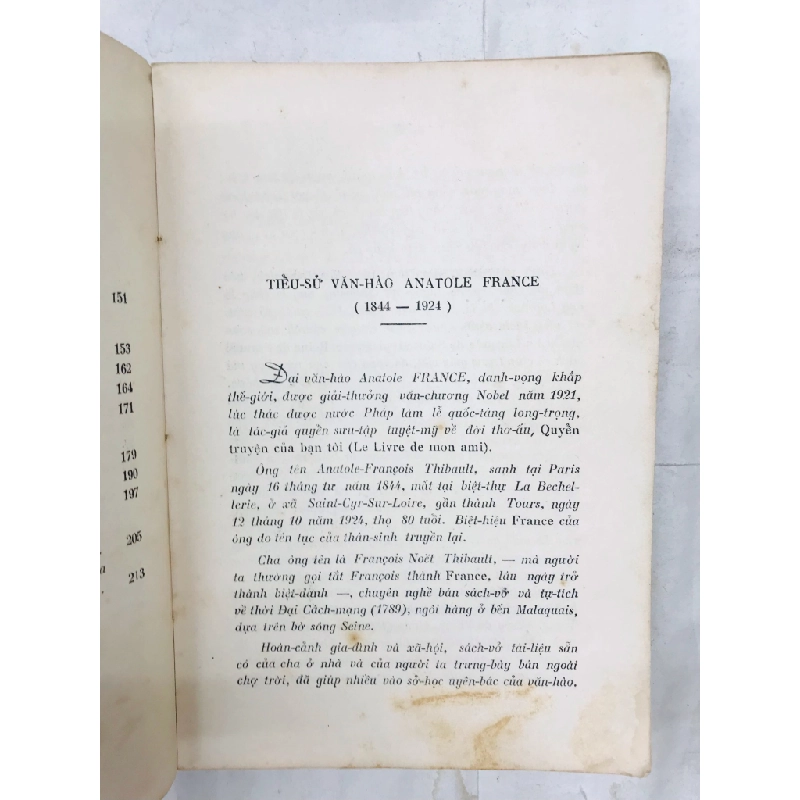 151
153
162
164
171
179
190
197
205
213
TIỂU-SỬ VĂN-HÀO ANATOLE FRANCE
( 1844 — 1924 )
Đại văn-hào Anatole FRANCE, danh-vọng khắp
thế-giới, được giải-thưởng văn-chương Nobel năm 1921,
lúc thác được nước Pháp làm lễ quốc-táng long-trọng,
là tác-giả quyển sưu-tập tuyệt-mỹ về đời thơ-ấu, Quyển
truyện của bạn tôi (Le Livre de mon ami).
Ông tên Anatole-François Thibault, sanh tại Paris
ngày 16 tháng tư năm 1844, mất tại biệt-thự La Bechel-
lerie, ở xã Saint-Cyr-Sur-Loire, gần thành Tours, ngày
12 tháng 10 năm 1924, thọ 80 tuổi. Biệt-hiệu France của
ông do tên tục của thân-sinh truyền lại.
Cha ông tên là François Noël Thibault, — mà người
ta thường gọi tắt François thành France, lâu ngày trở
thành biệt-danh —, chuyên nghề bán sách-vở và tự-tích
về thời Đại Cách-mạng (1789), ngôi hàng ở bến Malaquais,
dựa trên bờ sông Seine.
Hoàn-cảnh gia-đình và xã-hội, sách-vở tài-liệu sẵn
có của cha ở nhà và của người ta trưng-bày bán ngoài
chợ trời, đã giúp nhiều vào sở-học uyên-bác của văn-hào.